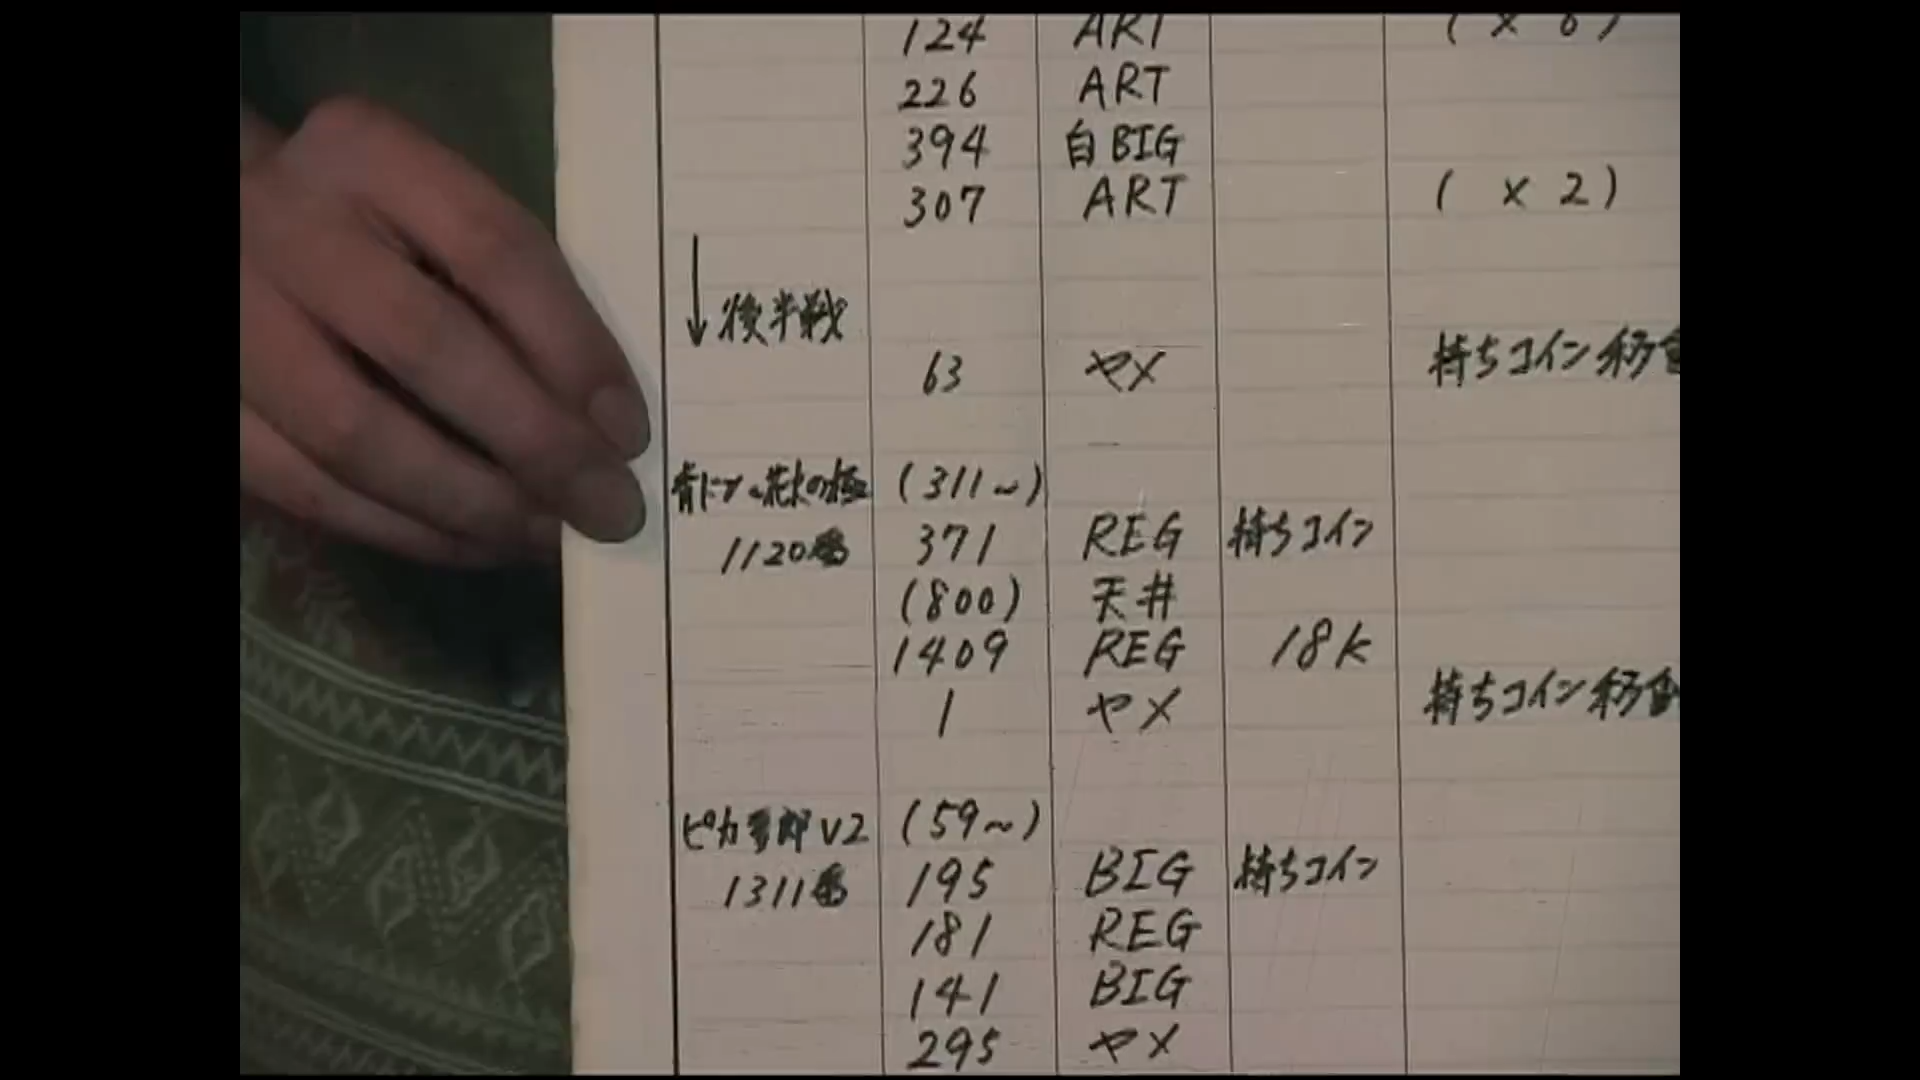 124 ART ( × 6 )
226 ART
394 白BIG
307 ART ( × 2 )
↓ 後半戦
63 ヤメ 持ちコイン移
青ドン 花火の極 (311~)
1120番 371 REG 持ちコイン
(800) 天井
1409 REG 18k
1 ヤメ 持ちコイン移
ピカ郎V2 (59~)
1311番 195 BIG 持ちコイン
181 REG
141 BIG
295 ヤメ